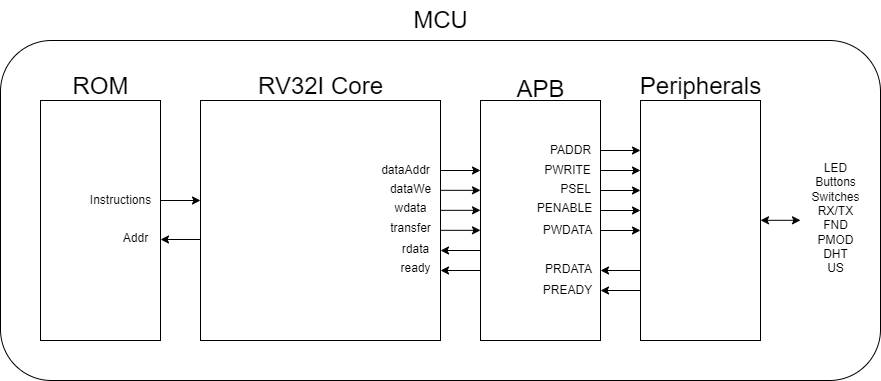 MCU
ROM
RV32I Core
APB
Peripherals
Instructions
Addr
dataAddr
dataWe
wdata
transfer
rdata
ready
PADDR
PWRITE
PSEL
PENABLE
PWDATA
PRDATA
PREADY
LED
Buttons
Switches
RX/TX
FND
PMOD
DHT
US